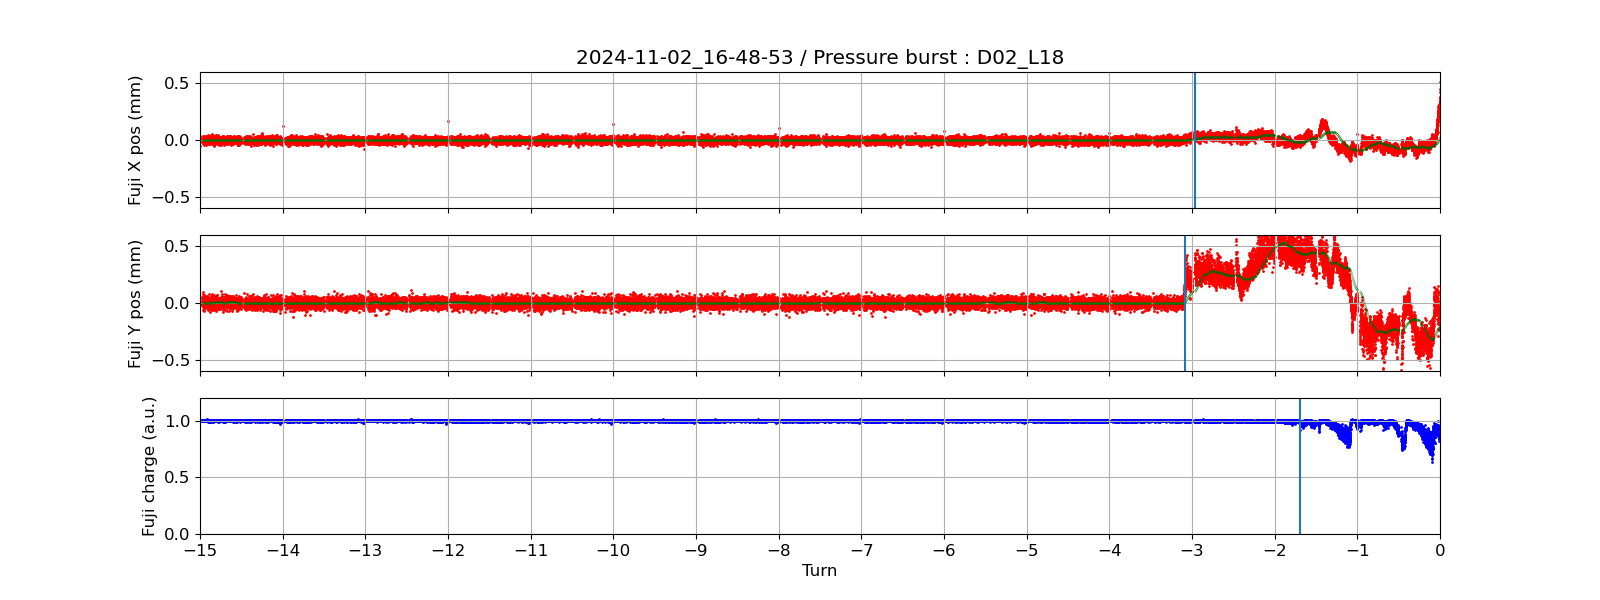 2024-11-02_16-48-53 / Pressure burst : D02_L18
Fuji X pos (mm)
0.5
0.0
−0.5
Fuji Y pos (mm)
0.5
0.0
−0.5
Fuji charge (a.u.)
1.0
0.5
0.0
−15 −14 −13 −12 −11 −10 −9 −8 −7 −6 −5 −4 −3 −2 −1 0
Turn